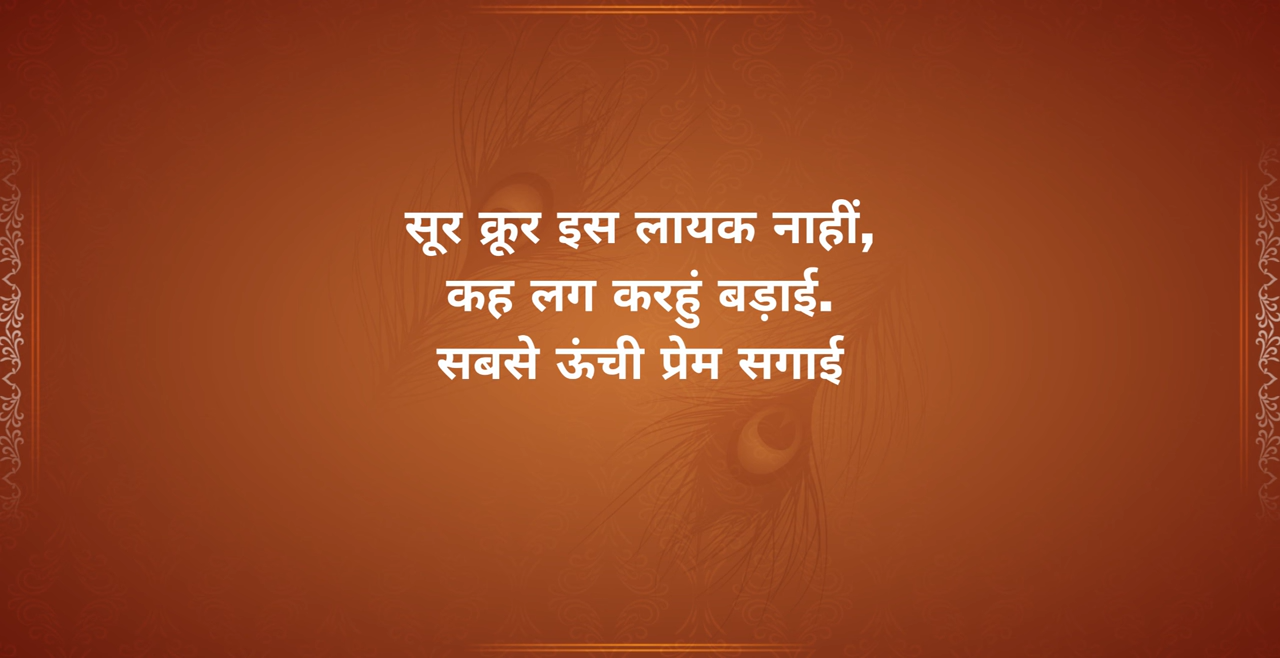 सूर क्रूर इस लायक नाहीं,
कह लग करहुं बड़ाई.
सबसे ऊंची प्रेम सगाई